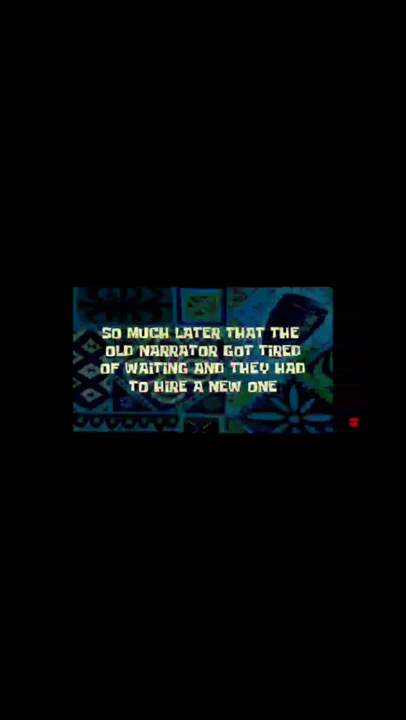 SO MUCH LATER THAT THE
OLD NARRATOR GOT TIRED
OF WAITING AND THEY HAD
TO HIRE A NEW ONE